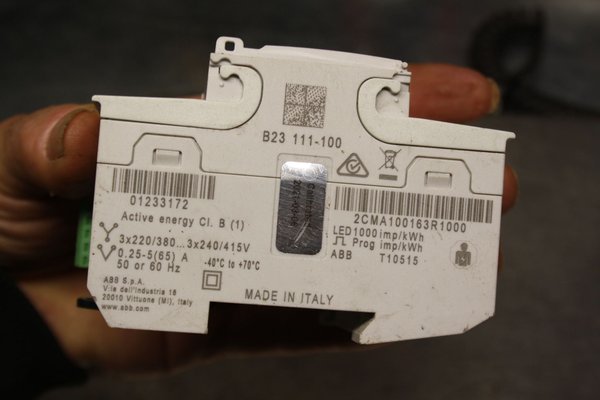 B23 111-100
01233172
Active energy Cl. B (1)
3x220/380...3x240/415V
0.25-5(65) A
50 or 60 Hz
-40°C to +70°C
ABB S.p.A.
V.le dell'Industria 18
20010 Vittuone (MI), Italy
www.abb.com
MADE IN ITALY
2CMA100163R1000
LED1000 imp/kWh
Prog imp/kWh
ABB T10515